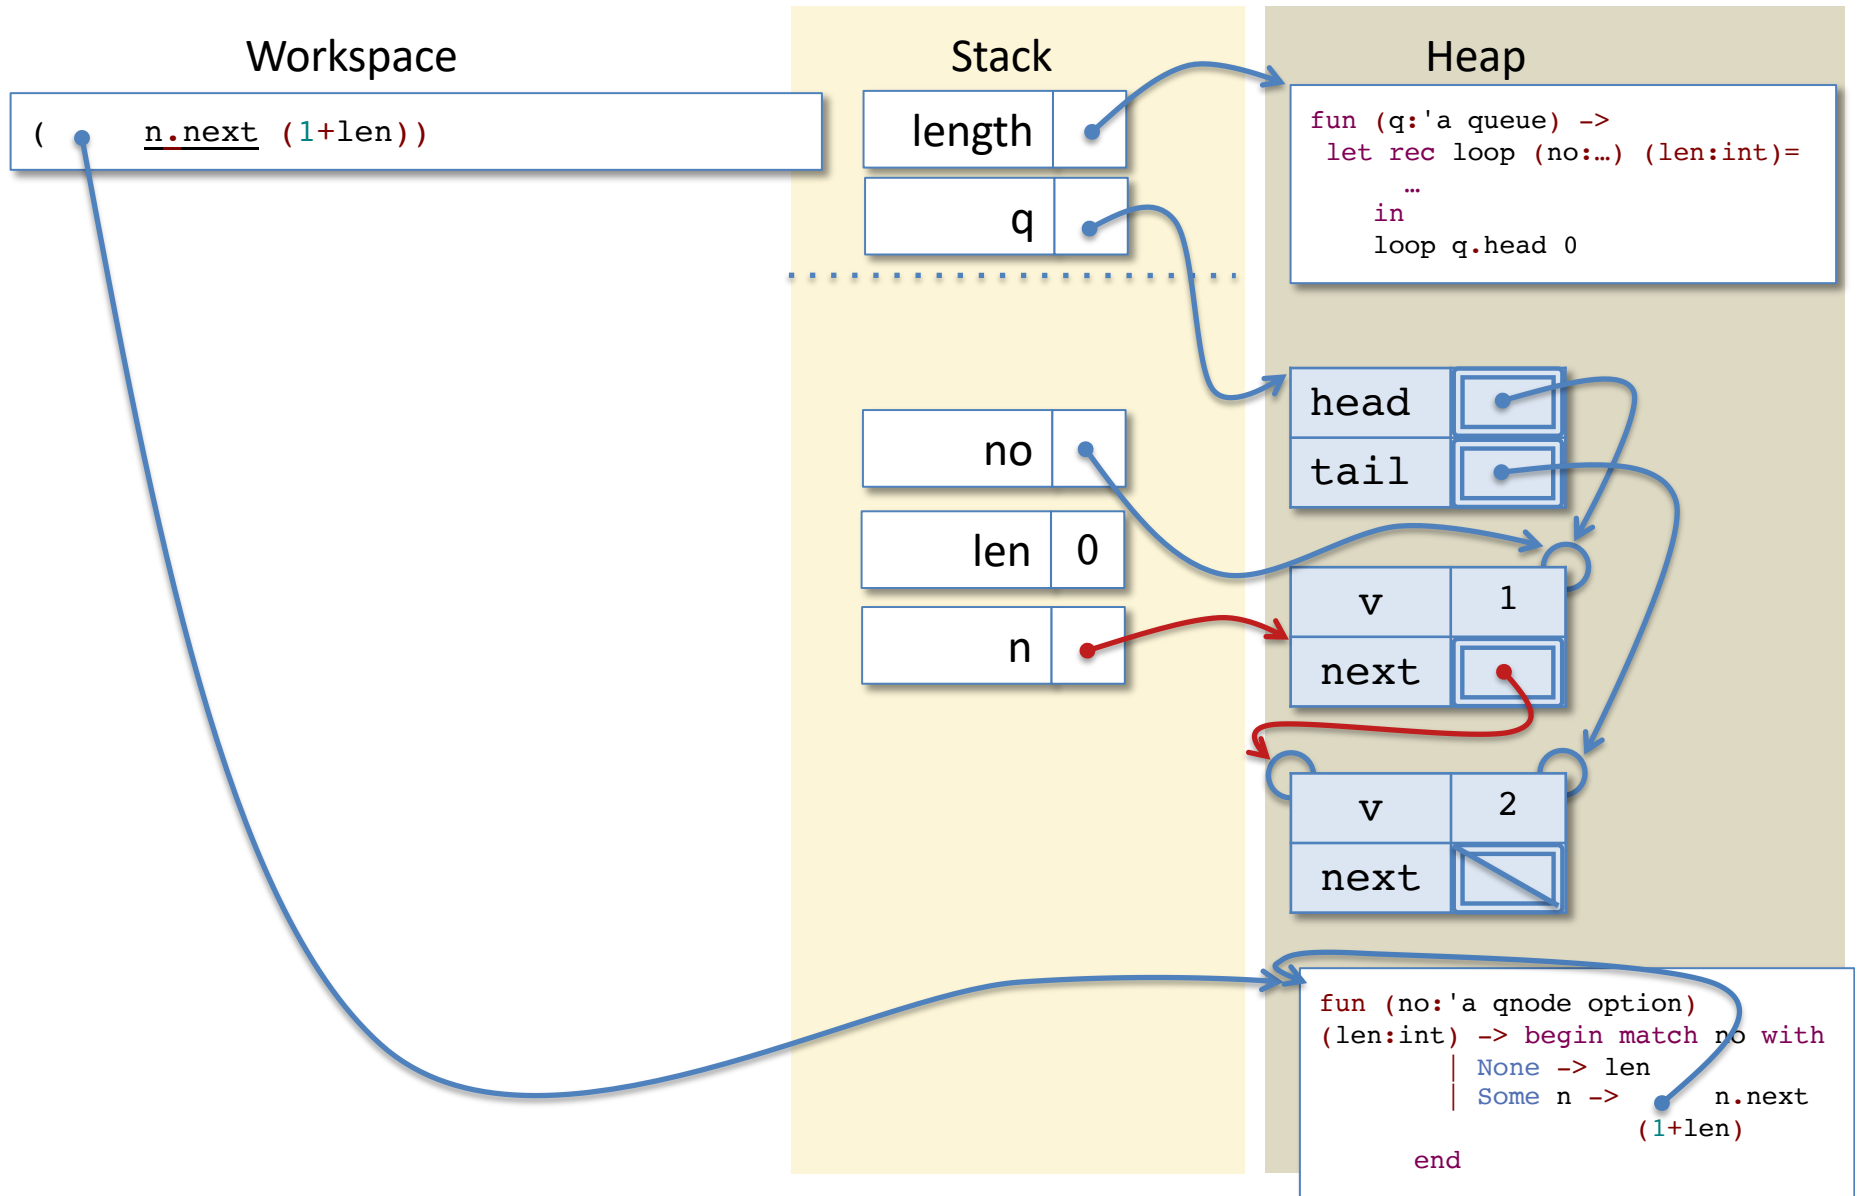 Workspace
Stack
Heap
( n.next (1+len))
length
q
no
len 0
n
fun (q:'a queue) ->
let rec loop (no:…) (len:int)=
…
in
loop q.head 0
head
tail
v 1
next
v 2
next
fun (no:'a qnode option)
(len:int) -> begin match no with
| None -> len
| Some n -> n.next
(1+len)
end